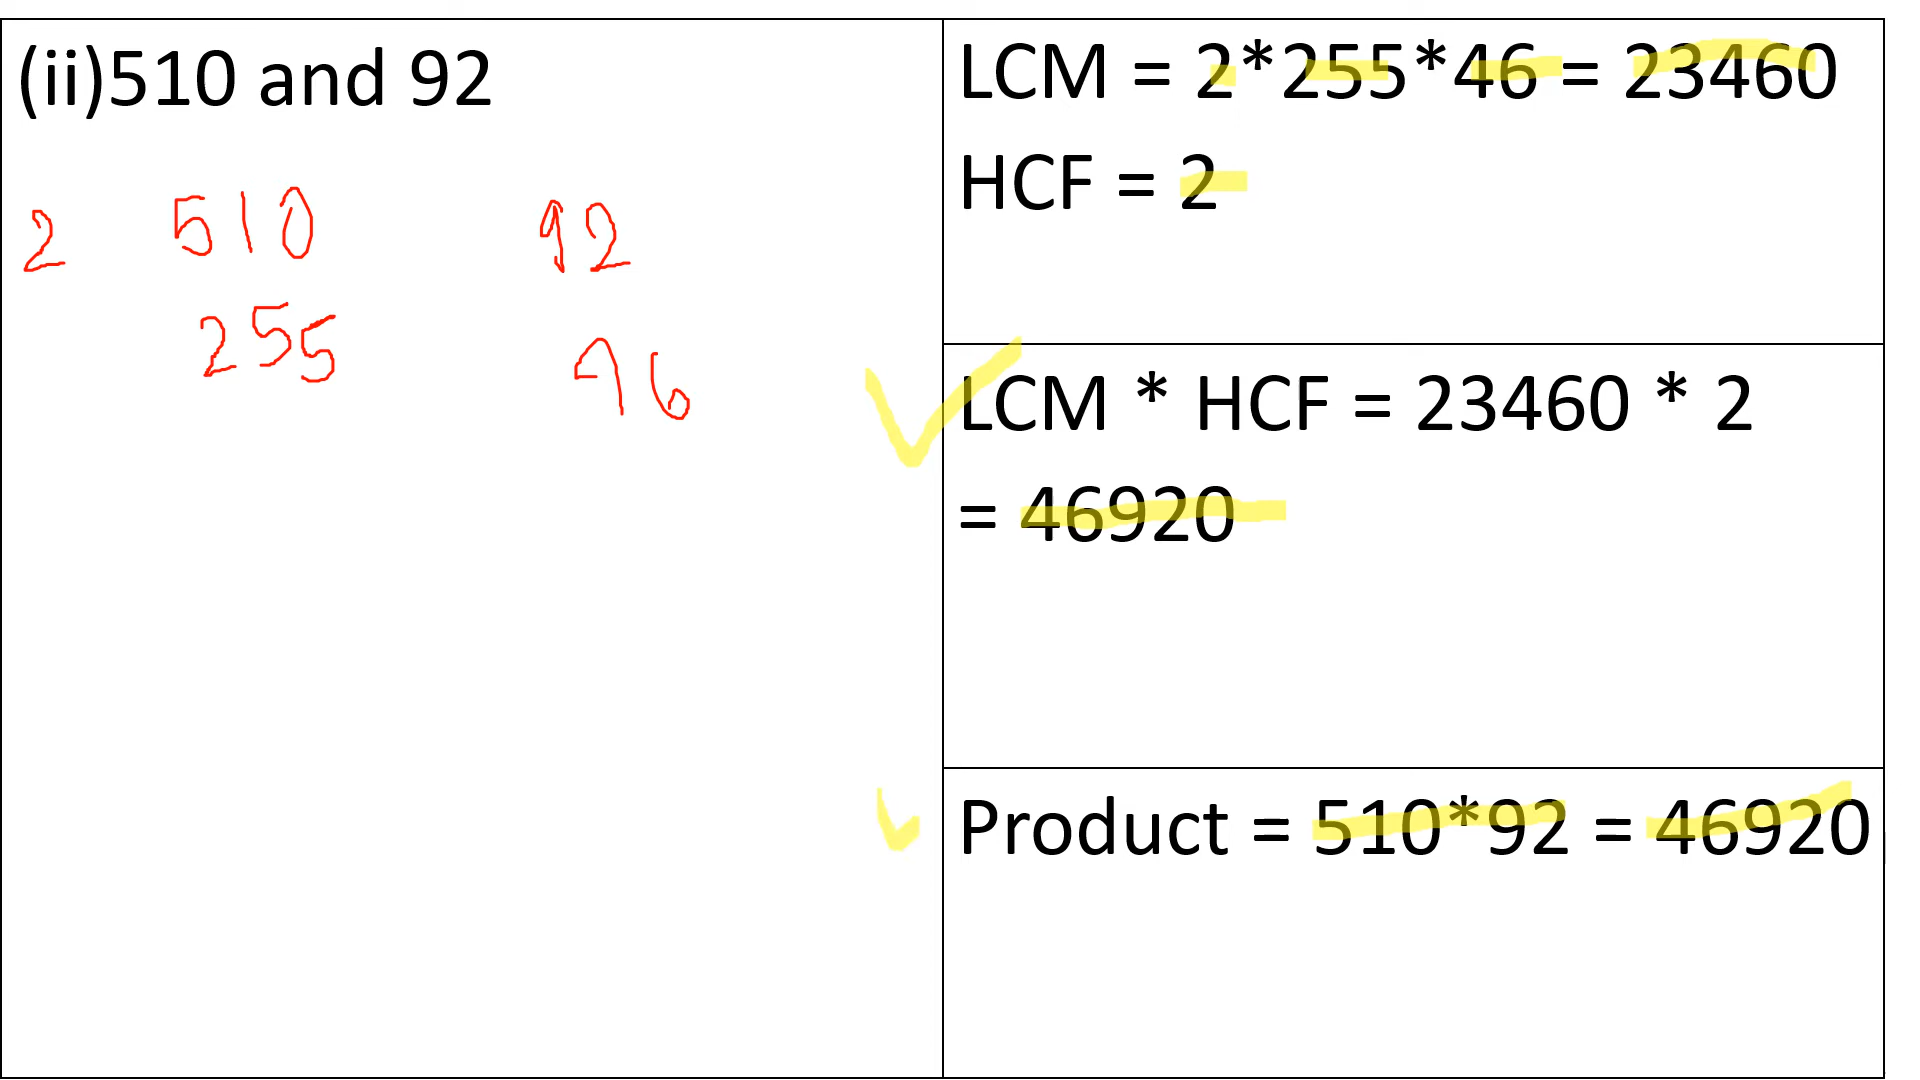 (ii)510 and 92
2 510 92
255 46
LCM = 2*255*46 = 23460
HCF = 2
LCM * HCF = 23460 * 2
= 46920
Product = 510*92 = 46920